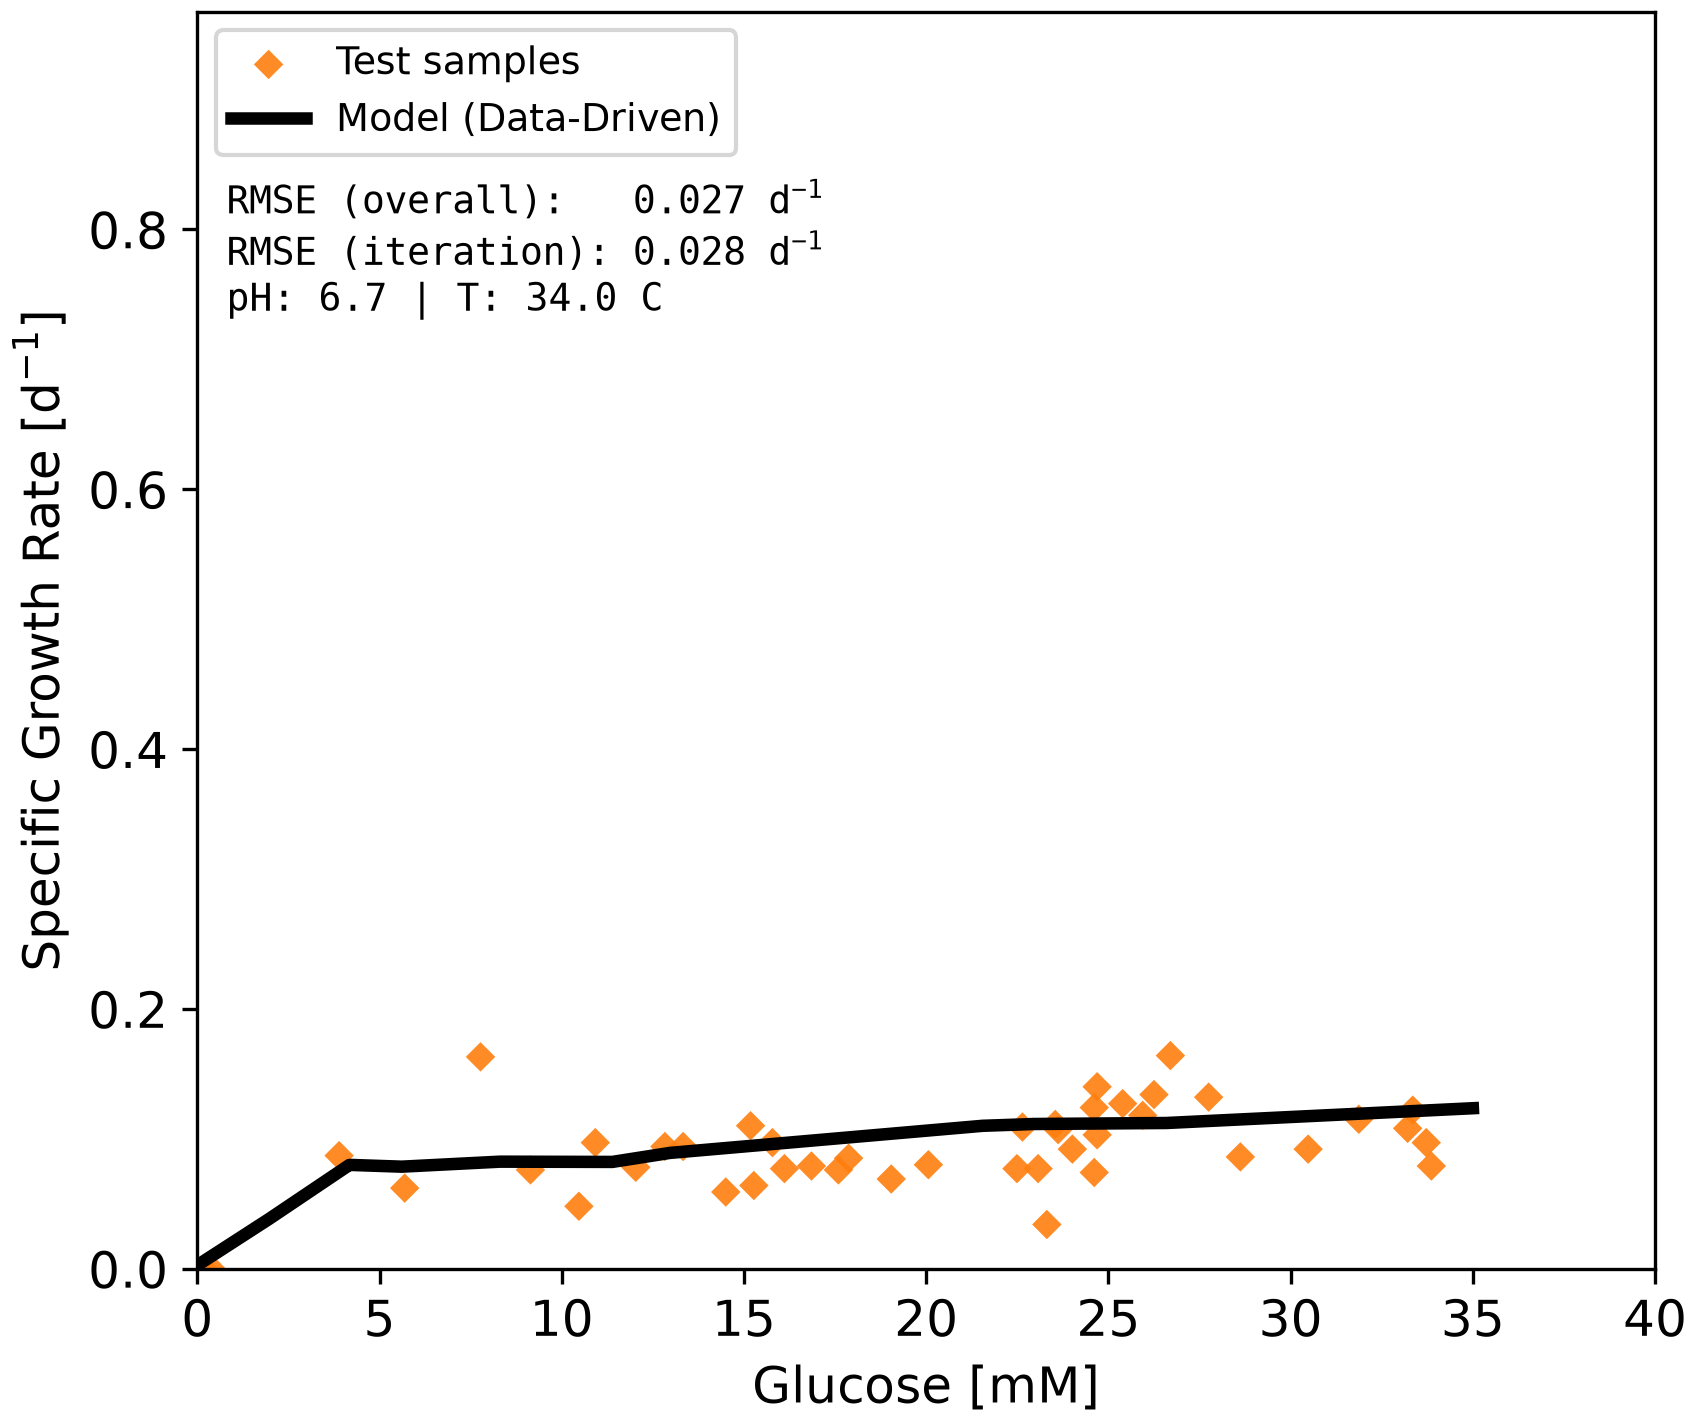 Test samples
Model (Data-Driven)
RMSE (overall):   0.027 d⁻¹
RMSE (iteration): 0.028 d⁻¹
pH: 6.7 | T: 34.0 C
0.8
0.6
0.4
0.2
0.0
Specific Growth Rate [d⁻¹]
0 5 10 15 20 25 30 35 40
Glucose [mM]